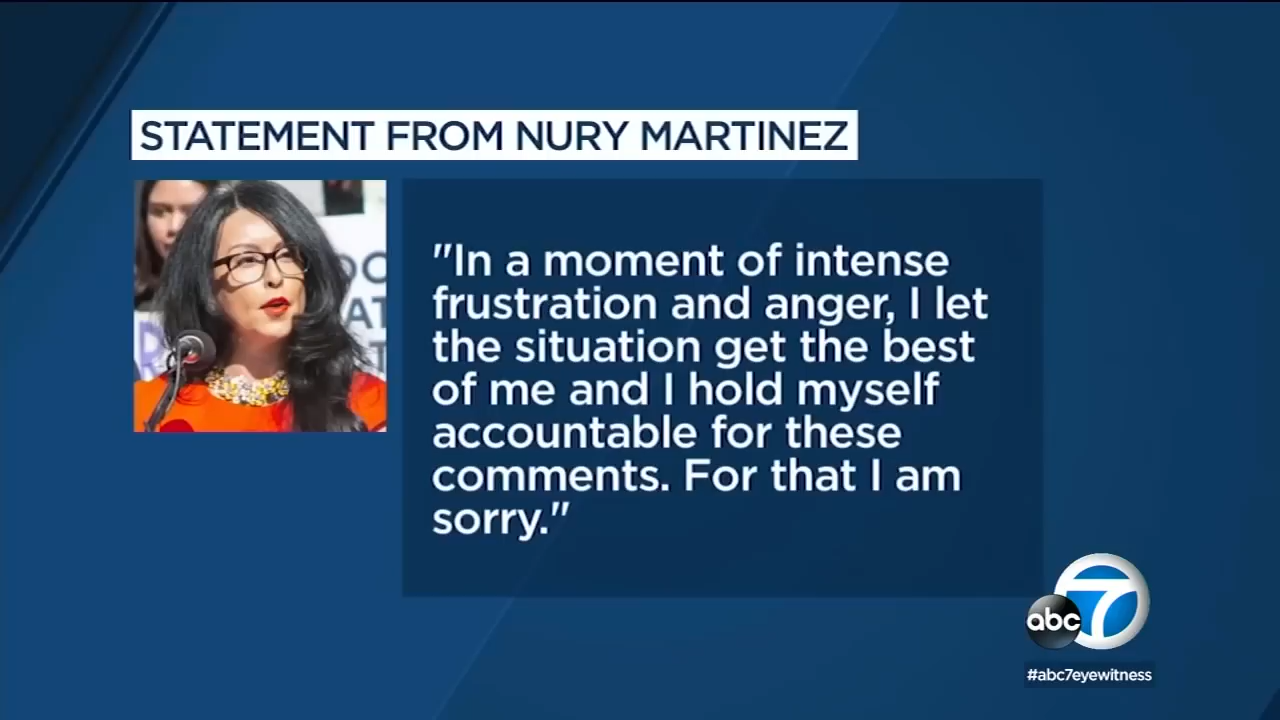 STATEMENT FROM NURY MARTINEZ
"In a moment of intense
frustration and anger, I let
the situation get the best
of me and I hold myself
accountable for these
comments. For that I am
sorry."
abc 7
#abc7eyewitness